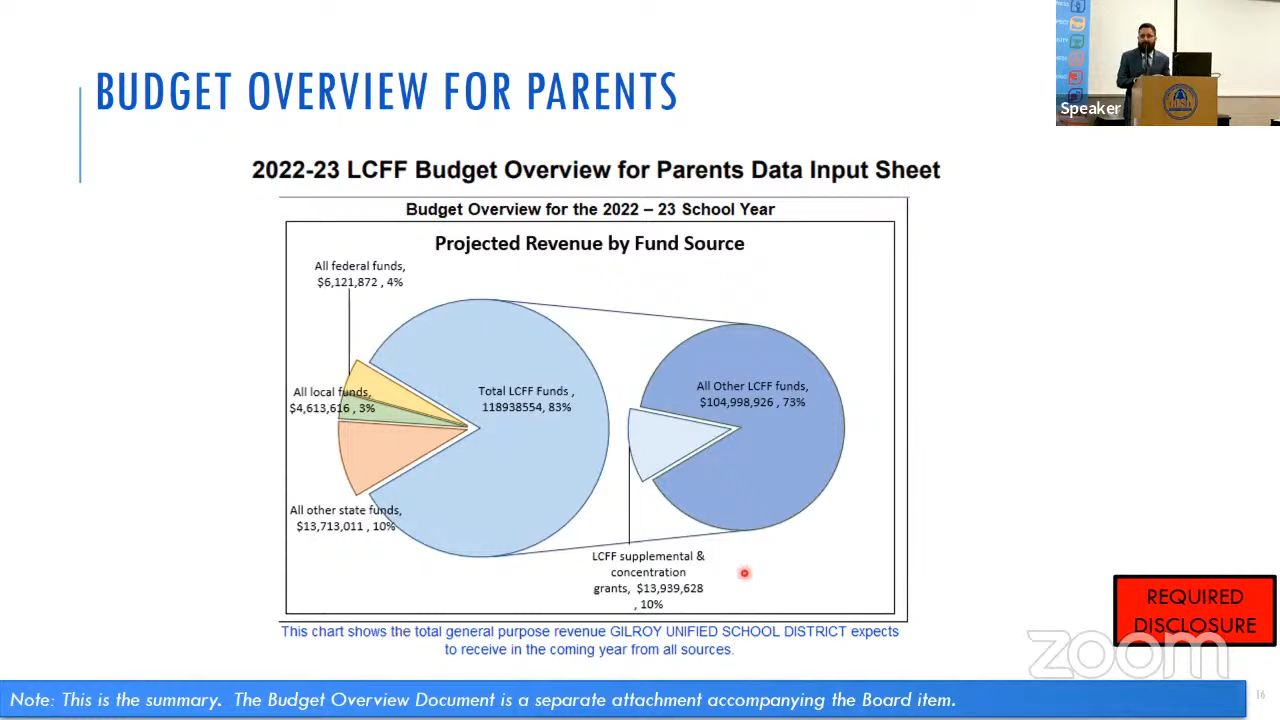 BUDGET OVERVIEW FOR PARENTS
Speaker
2022-23 LCFF Budget Overview for Parents Data Input Sheet
Budget Overview for the 2022 – 23 School Year
Projected Revenue by Fund Source
All federal funds,
$6,121,872 , 4%
All local funds,
$4,613,616 , 3%
All other state funds,
$13,713,011 , 10%
Total LCFF Funds ,
118938554, 83%
All Other LCFF funds,
$104,998,926 , 73%
LCFF supplemental &
concentration
grants, $13,939,628
, 10%
This chart shows the total general purpose revenue GILROY UNIFIED SCHOOL DISTRICT expects
to receive in the coming year from all sources.
REQUIRED
DISCLOSURE
zoom
Note: This is the summary. The Budget Overview Document is a separate attachment accompanying the Board item.
16